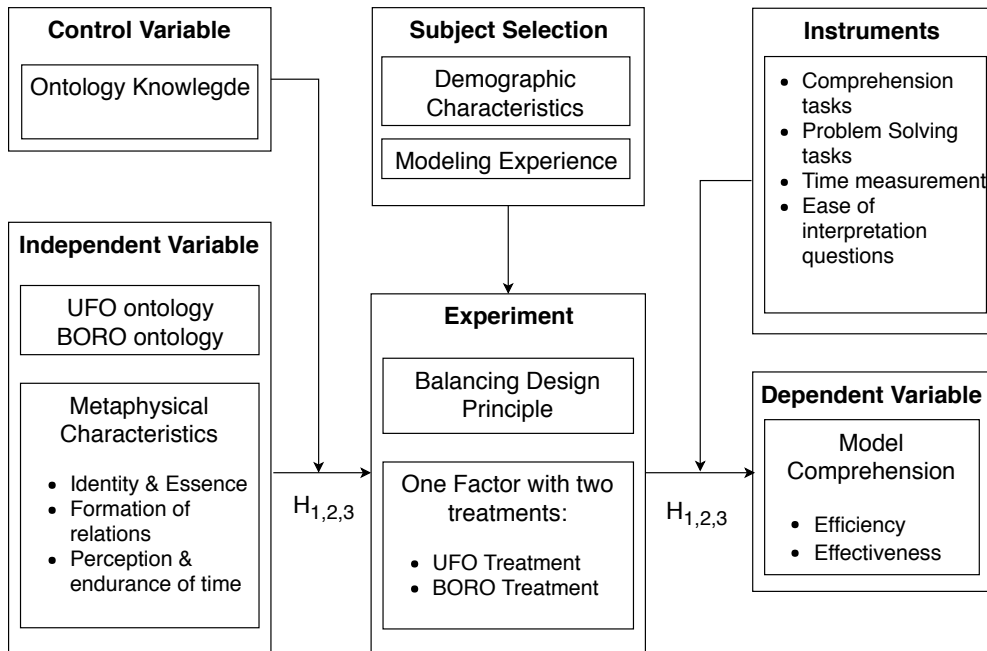 Control Variable
Ontology Knowlegde
Independent Variable
UFO ontology
BORO ontology
Metaphysical
Characteristics
• Identity & Essence
• Formation of
relations
• Perception &
endurance of time
H1,2,3
Subject Selection
Demographic
Characteristics
Modeling Experience
Experiment
Balancing Design
Principle
One Factor with two
treatments:
• UFO Treatment
• BORO Treatment
H1,2,3
Instruments
• Comprehension
tasks
• Problem Solving
tasks
• Time measurement
• Ease of
interpretation
questions
Dependent Variable
Model
Comprehension
• Efficiency
• Effectiveness